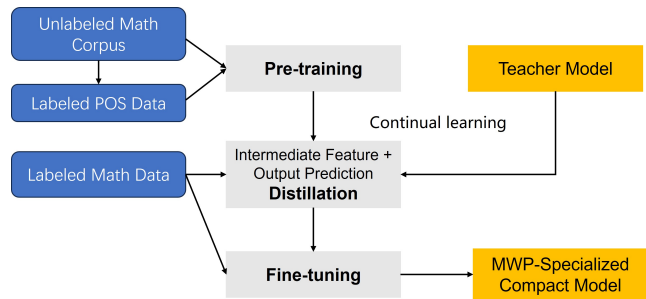 Unlabeled Math
Corpus
Pre-training
Teacher Model
Labeled POS Data
Continual learning
Intermediate Feature +
Output Prediction
Distillation
Labeled Math Data
Fine-tuning
MWP-Specialized
Compact Model